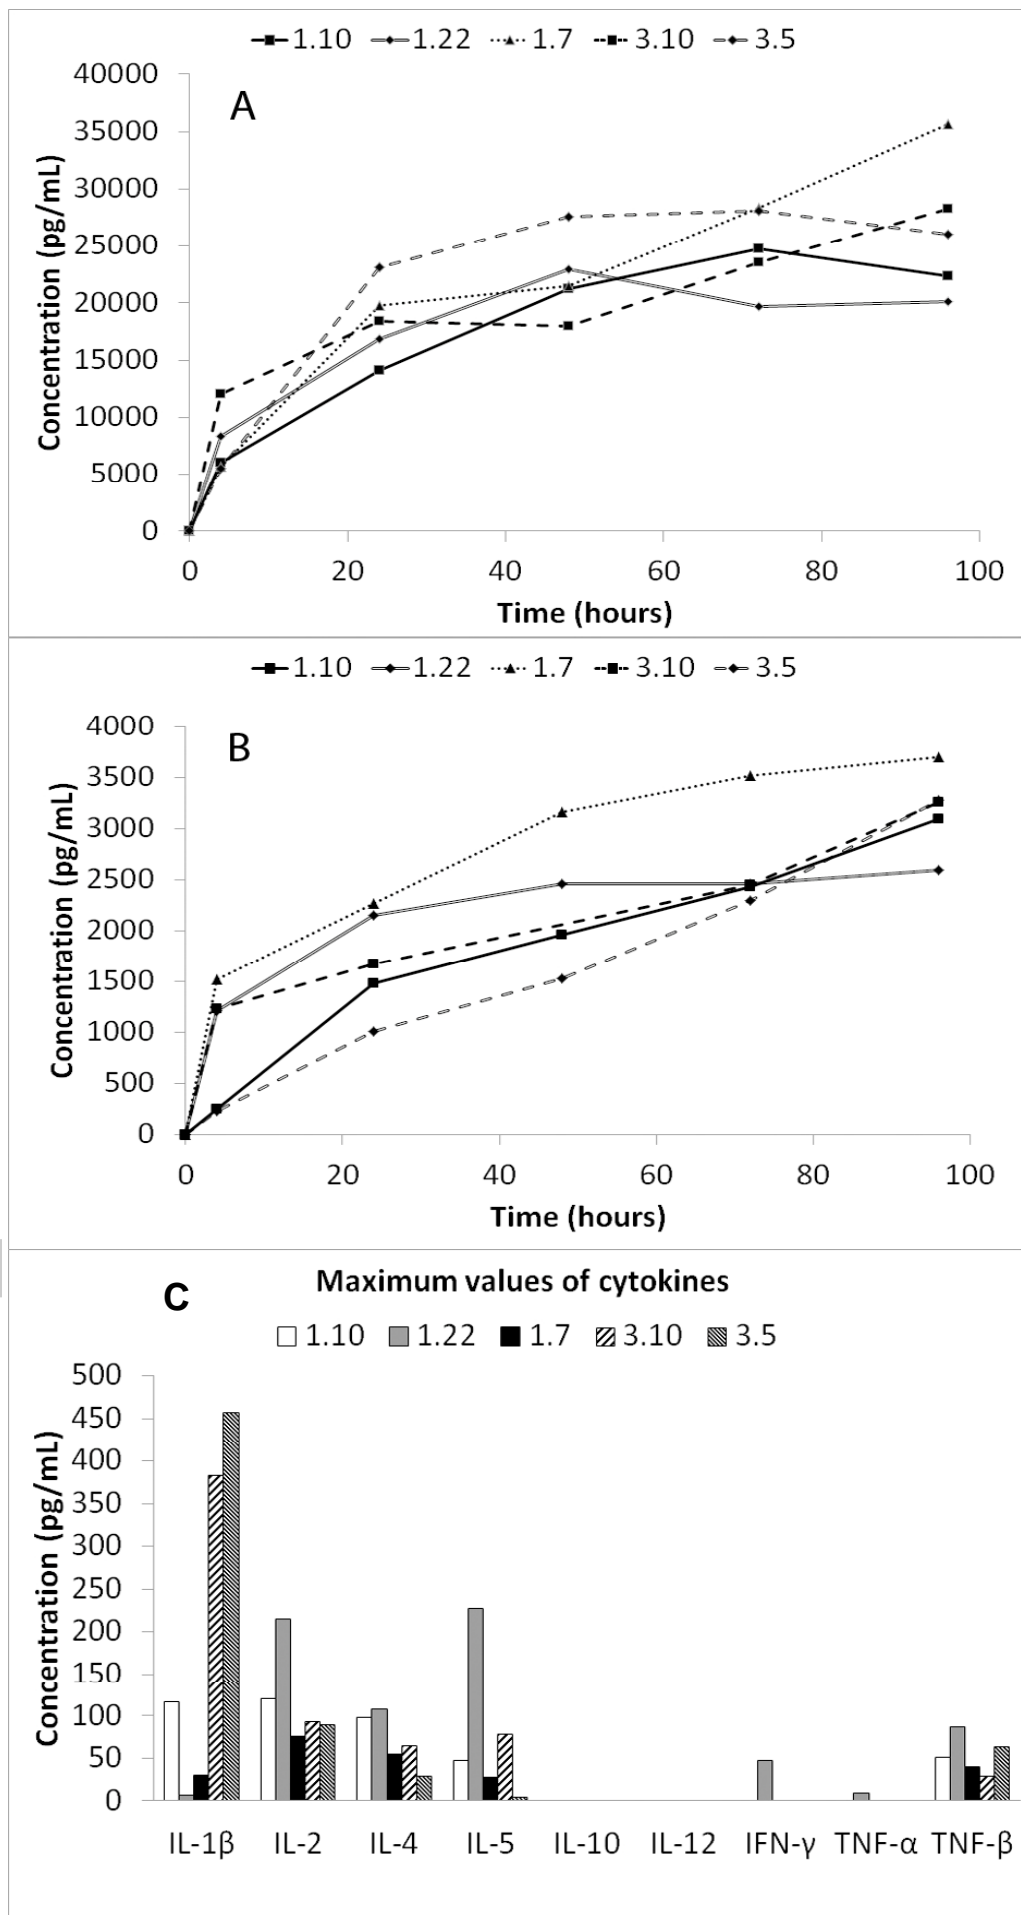 1.10 1.22 1.7 3.10 3.5
A
40000
35000
30000
25000
20000
15000
10000
5000
0
Concentration (pg/mL)
0 20 40 60 80 100
Time (hours)
1.10 1.22 1.7 3.10 3.5
B
4000
3500
3000
2500
2000
1500
1000
500
0
Concentration (pg/mL)
0 20 40 60 80 100
Time (hours)
C
Maximum values of cytokines
1.10 1.22 1.7 3.10 3.5
500
450
400
350
300
250
200
150
100
50
0
Concentration (pg/mL)
IL-1β IL-2 IL-4 IL-5 IL-10 IL-12 IFN-γ TNF-α TNF-β